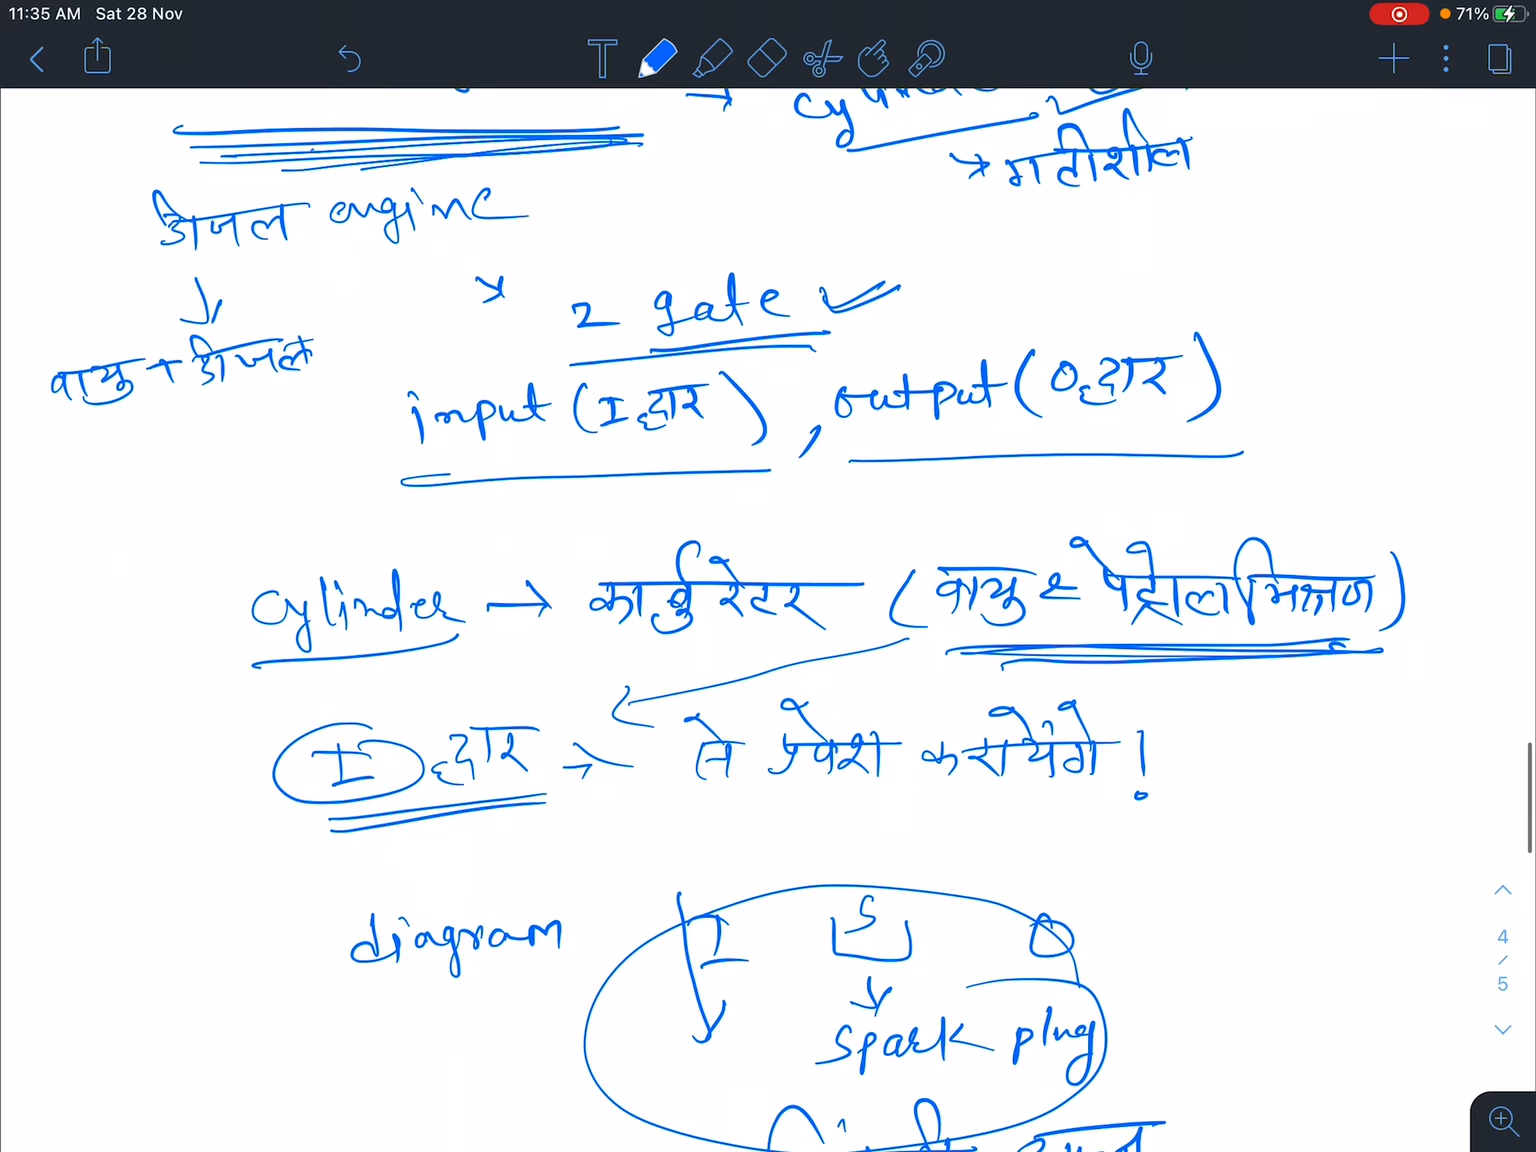 11:35 AM Sat 28 Nov
71%
→
* गतीशील
डीजल engine
वायु + डीजल
2 gate ✓
input (I द्वार), output (O द्वार)
cylinder → कार्बुरेटर (वायु & पेट्रोल मिक्षण)
I द्वार → से प्रवेश करायेंगे !
diagram
I S O
spark plug
4
/
5